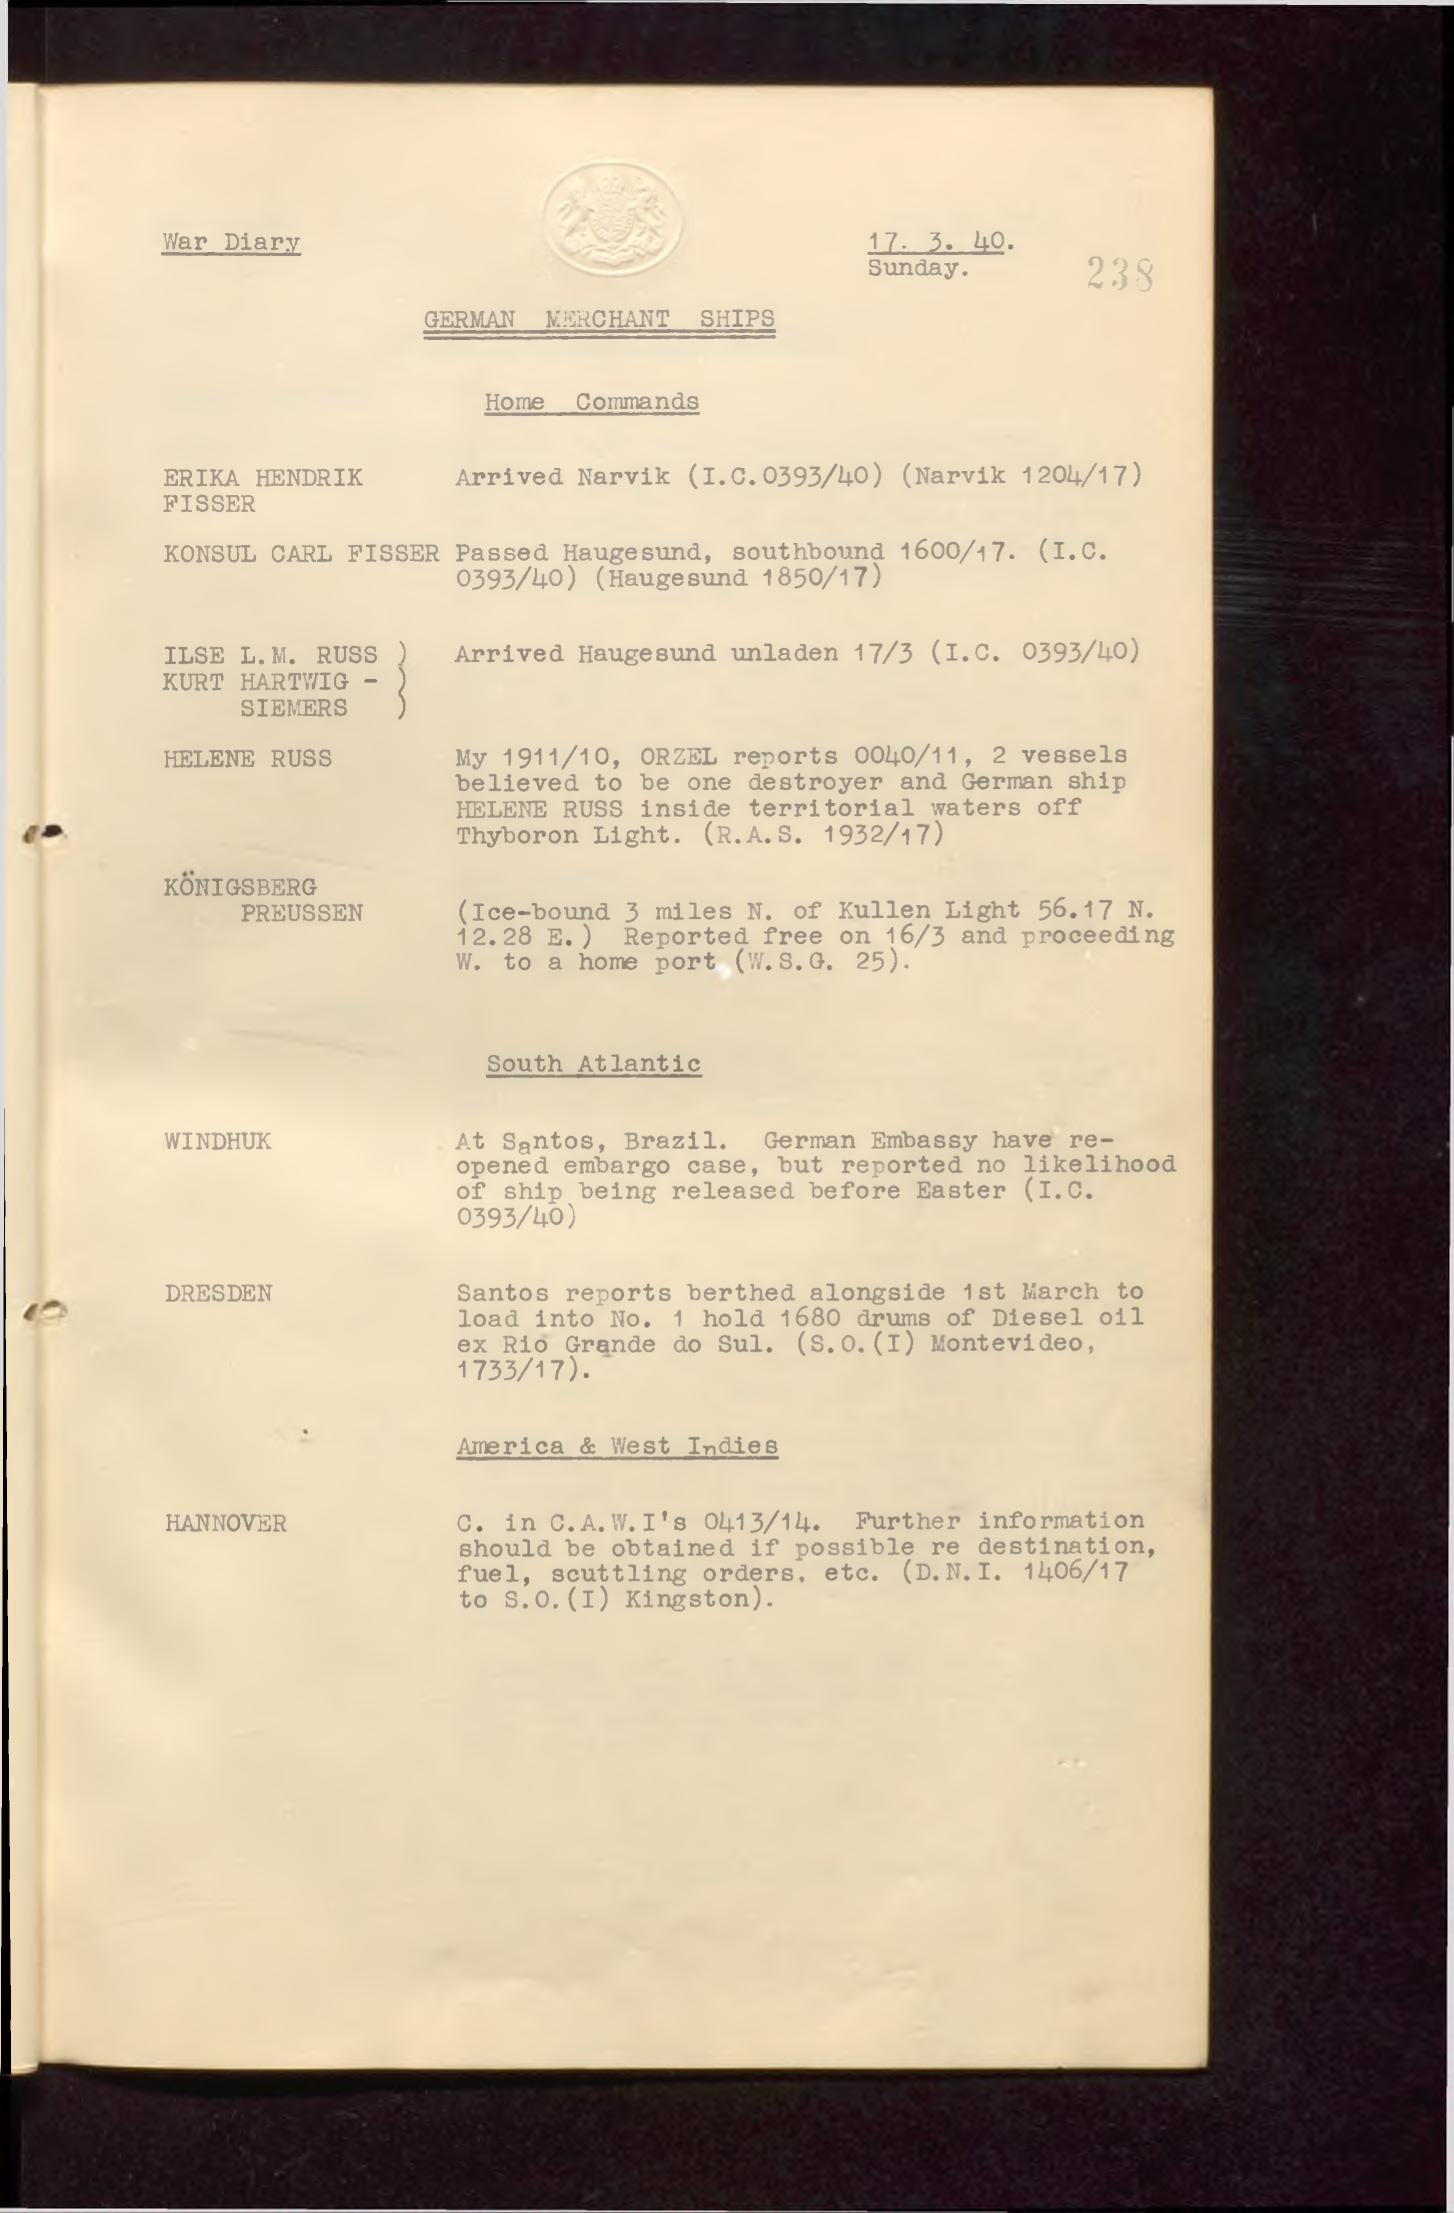 War Diary
17. 3. 40.
Sunday.
238
GERMAN MERCHANT SHIPS
Home Commands
ERIKA HENDRIK Arrived Narvik (I.C.0393/40) (Narvik 1204/17)
FISSER
KONSUL CARL FISSER Passed Haugesund, southbound 1600/17. (I.C.
0393/40) (Haugesund 1850/17)
ILSE L.M. RUSS ) Arrived Haugesund unladen 17/3 (I.C. 0393/40)
KURT HARTWIG - )
SIEMERS )
HELENE RUSS My 1911/10, ORZEL reports 0040/11, 2 vessels
believed to be one destroyer and German ship
HELENE RUSS inside territorial waters off
Thyboron Light. (R.A.S. 1932/17)
KÖNIGSBERG
PREUSSEN (Ice-bound 3 miles N. of Kullen Light 56.17 N.
12.28 E.) Reported free on 16/3 and proceeding
W. to a home port (W.S.G. 25).
South Atlantic
WINDHUK At Santos, Brazil. German Embassy have re-
opened embargo case, but reported no likelihood
of ship being released before Easter (I.C.
0393/40)
DRESDEN Santos reports berthed alongside 1st March to
load into No. 1 hold 1680 drums of Diesel oil
ex Rio Grande do Sul. (S.O.(I) Montevideo,
1733/17).
America & West Indies
HANNOVER C. in C.A.W.I's 0413/14. Further information
should be obtained if possible re destination,
fuel, scuttling orders, etc. (D.N.I. 1406/17
to S.O.(I) Kingston).